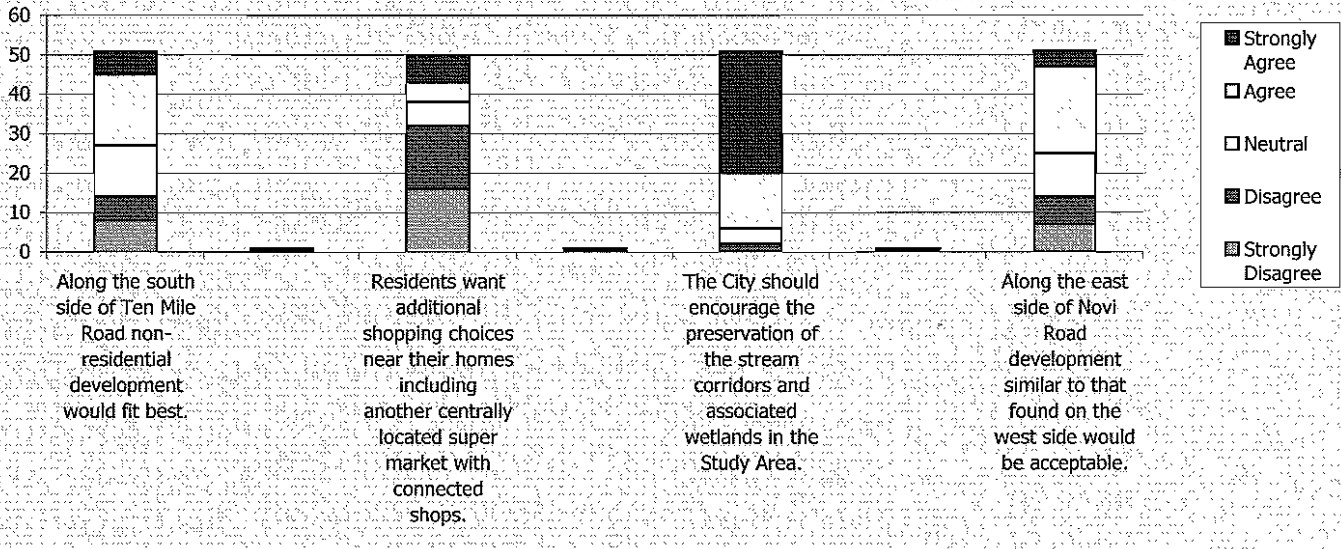 60
50
40
30
20
10
0
Along the south
side of Ten Mile
Road non-
residential
development
would fit best.
Residents want
additional
shopping choices
near their homes
including
another centrally
located super
market with
connected
shops.
The City should
encourage the
preservation of
the stream
corridors and
associated
wetlands in the
Study Area.
Along the east
side of Novi
Road
development
similar to that
found on the
west side would
be acceptable.
Strongly
Agree
Agree
Neutral
Disagree
Strongly
Disagree